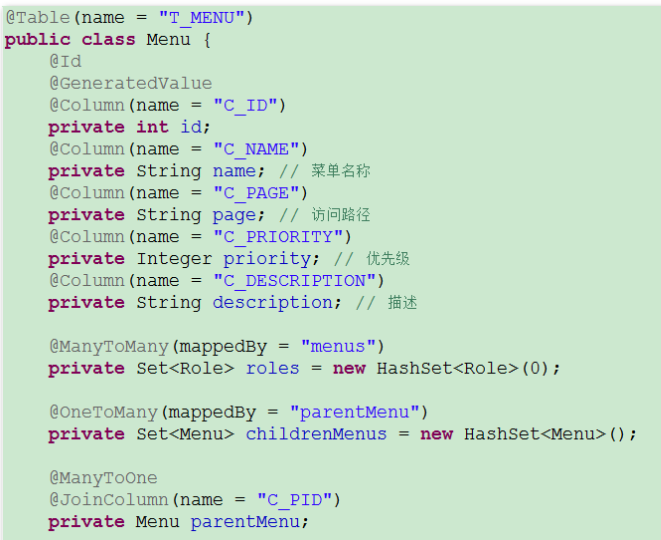 @Table(name = "T_MENU")
public class Menu {
@Id
@GeneratedValue
@Column(name = "C_ID")
private int id;
@Column(name = "C_NAME")
private String name; // 菜单名称
@Column(name = "C_PAGE")
private String page; // 访问路径
@Column(name = "C_PRIORITY")
private Integer priority; // 优先级
@Column(name = "C_DESCRIPTION")
private String description; // 描述
@ManyToMany(mappedBy = "menus")
private Set<Role> roles = new HashSet<Role>(0);
@OneToMany(mappedBy = "parentMenu")
private Set<Menu> childrenMenus = new HashSet<Menu>();
@ManyToOne
@JoinColumn(name = "C_PID")
private Menu parentMenu;